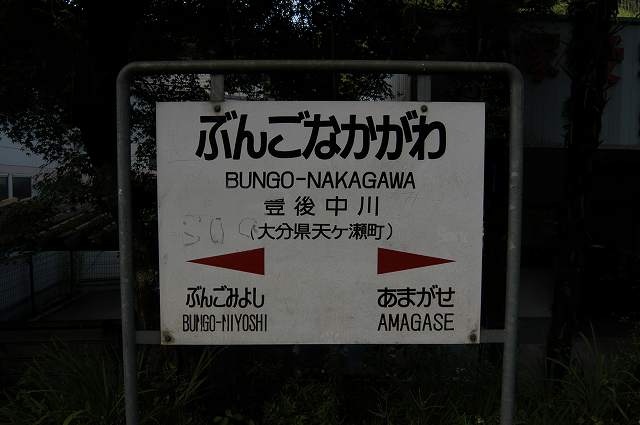 ぶんごなかがわ
BUNGO-NAKAGAWA
豊後中川
(大分県天ヶ瀬町)
ぶんごみよし あまがせ
BUNGO-MIYOSHI AMAGASE